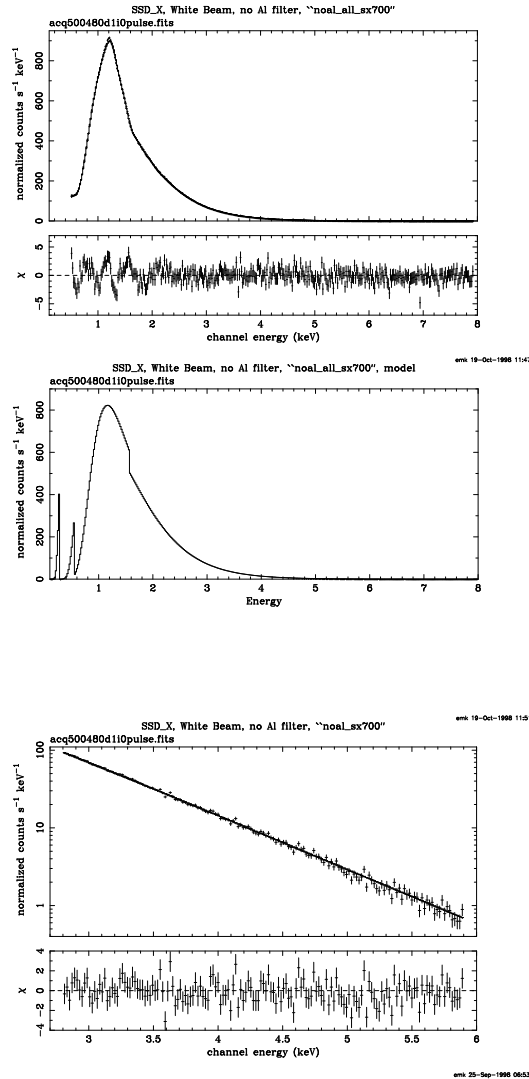 SSD_X, White Beam, no Al filter, ``noal_all_sx700"
acq500480d1i0pulse.fits
normalized counts s⁻¹ keV⁻¹
0 200 400 600 800
χ
−5 0 5
1 2 3 4 5 6 7 8
channel energy (keV)
emk 19-Oct-1998 11:47
SSD_X, White Beam, no Al filter, ``noal_all_sx700", model
acq500480d1i0pulse.fits
normalized counts s⁻¹ keV⁻¹
0 200 400 600 800
1 2 3 4 5 6 7 8
Energy
emk 19-Oct-1998 11:5
SSD_X, White Beam, no Al filter, ``noal_sx700"
acq500480d1i0pulse.fits
normalized counts s⁻¹ keV⁻¹
1 10 100
χ
−4 −2 0 2 4
3 3.5 4 4.5 5 5.5 6
channel energy (keV)
emk 25-Sep-1998 06:53